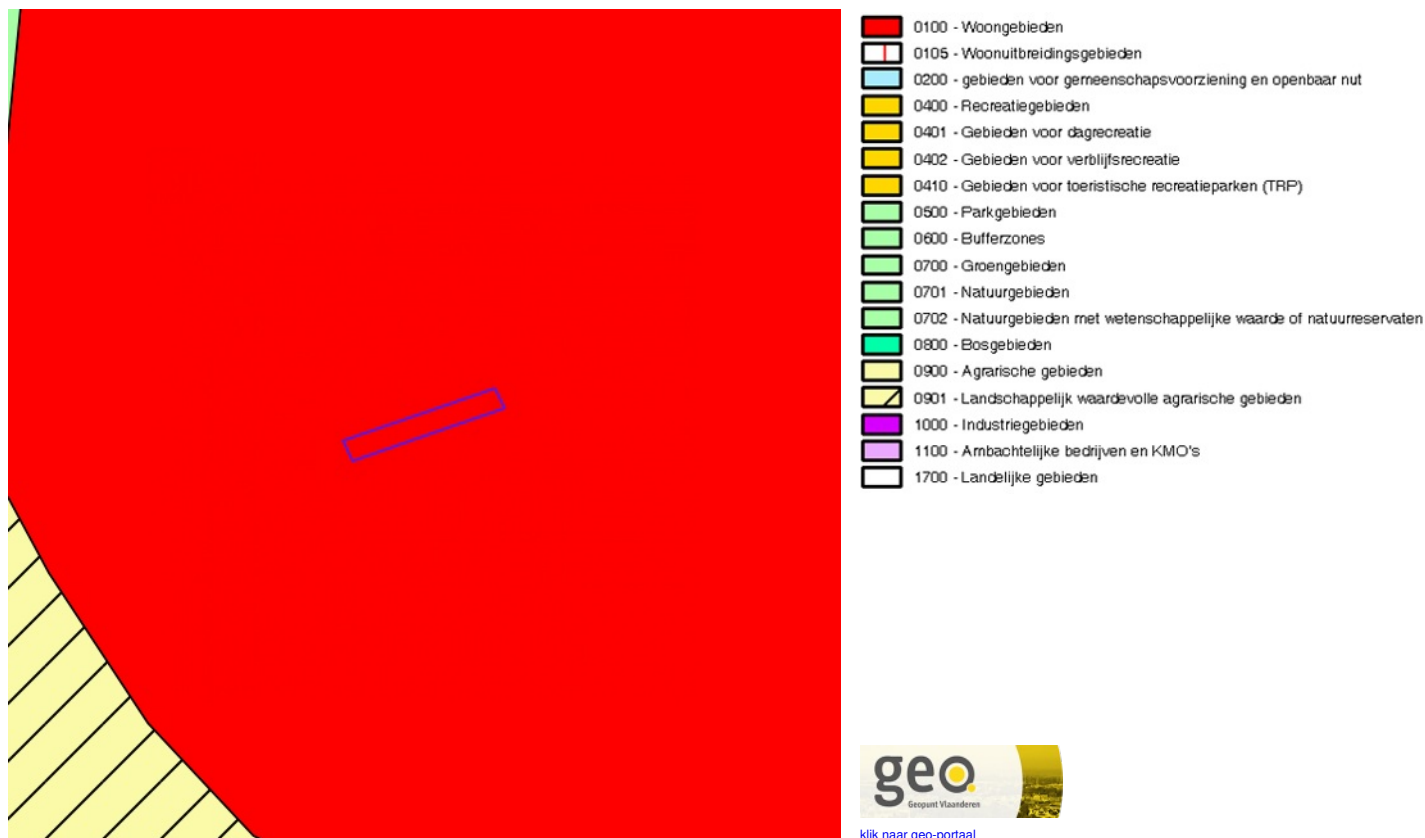 0100 - Woongebieden
0105 - Woonuitbreidingsgebieden
0200 - gebieden voor gemeenschapsvoorziening en openbaar nut
0400 - Recreatiegebieden
0401 - Gebieden voor dagrecreatie
0402 - Gebieden voor verblijfsrecreatie
0410 - Gebieden voor toeristische recreatieparken (TRP)
0500 - Parkgebieden
0600 - Bufferzones
0700 - Groengebieden
0701 - Natuurgebieden
0702 - Natuurgebieden met wetenschappelijke waarde of natuurreservaten
0800 - Bosgebieden
0900 - Agrarische gebieden
0901 - Landschappelijk waardevolle agrarische gebieden
1000 - Industriegebieden
1100 - Ambachtelijke bedrijven en KMO's
1700 - Landelijke gebieden
geo.
Geopunt Vlaanderen
klik naar geo-portaal